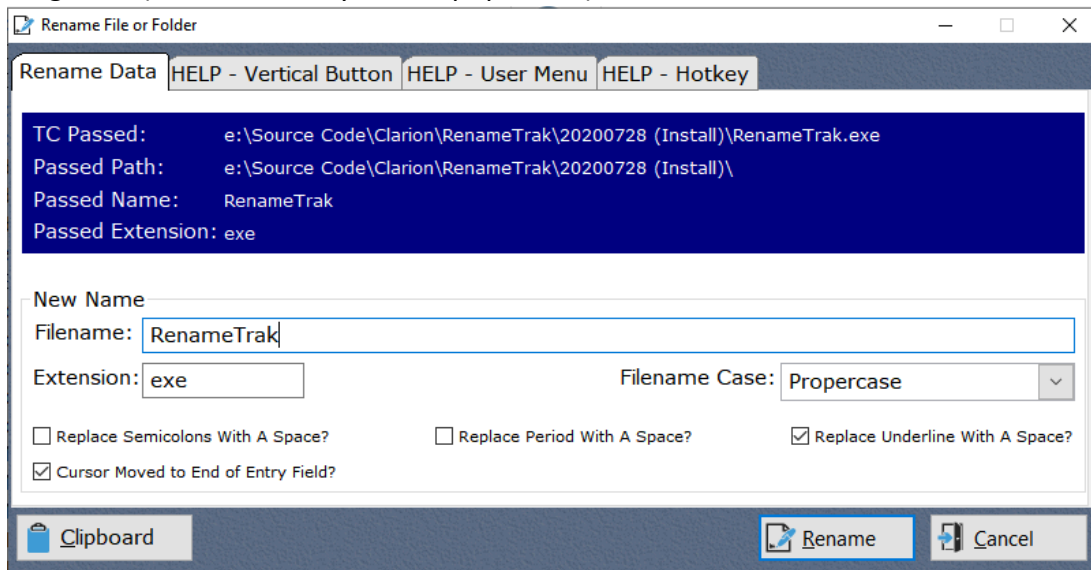 Rename File or Folder
Rename Data HELP - Vertical Button HELP - User Menu HELP - Hotkey
TC Passed: e:\Source Code\Clarion\RenameTrak\20200728 (Install)\RenameTrak.exe
Passed Path: e:\Source Code\Clarion\RenameTrak\20200728 (Install)\
Passed Name: RenameTrak
Passed Extension: exe
New Name
Filename: RenameTrak
Extension: exe Filename Case: Propercase
Replace Semicolons With A Space? Replace Period With A Space? Replace Underline With A Space?
Cursor Moved to End of Entry Field?
Clipboard Rename Cancel